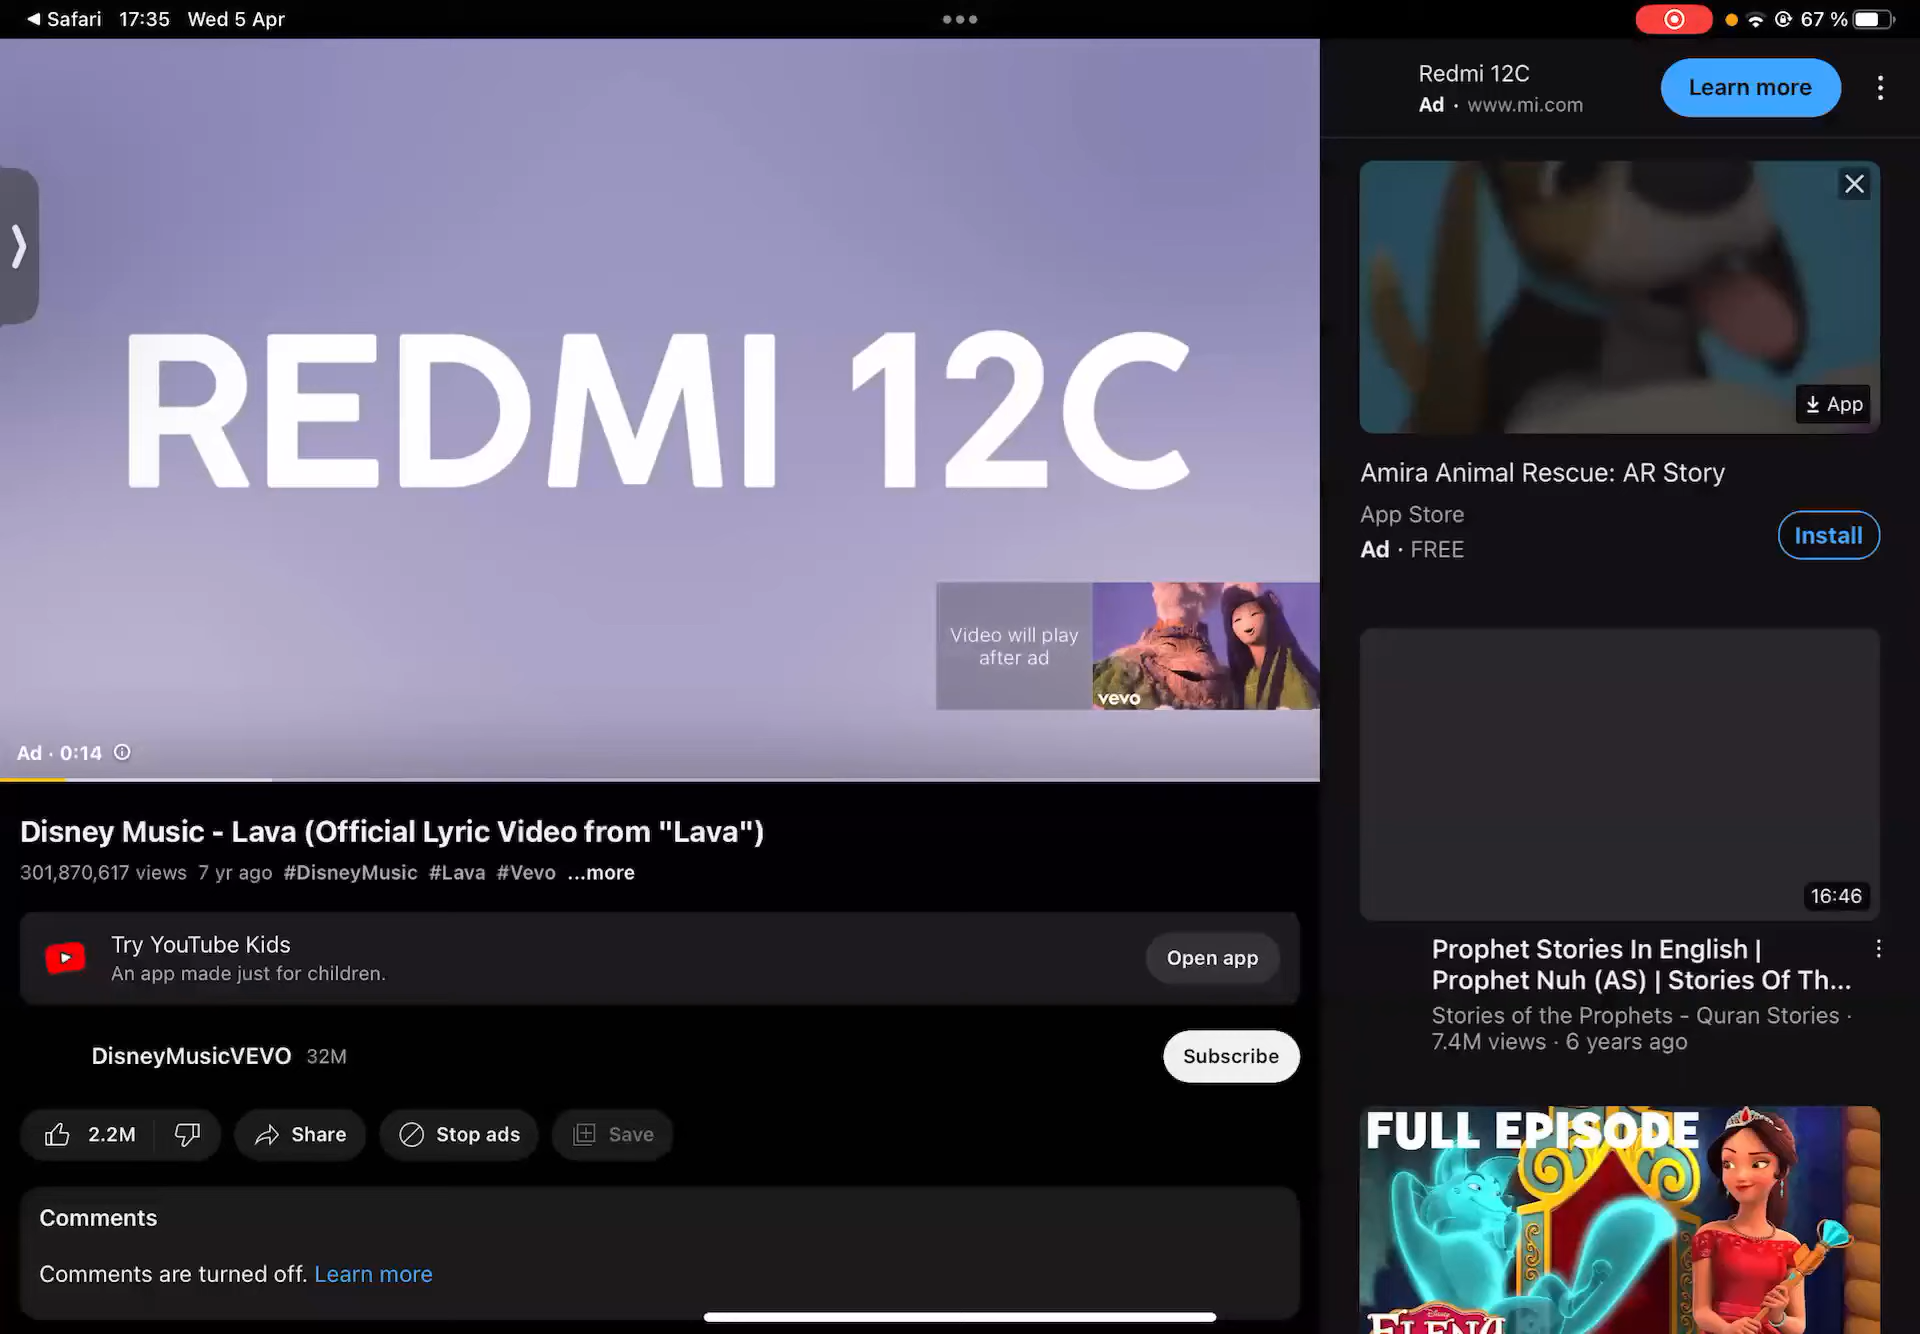 Safari 17:35 Wed 5 Apr
67 %
REDMI 12C
Video will play
after ad
vevo
Ad · 0:14
Disney Music - Lava (Official Lyric Video from "Lava")
301,870,617 views 7 yr ago #DisneyMusic #Lava #Vevo ...more
Try YouTube Kids
An app made just for children.
Open app
DisneyMusicVEVO 32M
Subscribe
2.2M
Share
Stop ads
Save
Comments
Comments are turned off. Learn more
Redmi 12C
Ad · www.mi.com
Learn more
App
Amira Animal Rescue: AR Story
App Store
Ad · FREE
Install
16:46
Prophet Stories In English |
Prophet Nuh (AS) | Stories Of Th...
Stories of the Prophets - Quran Stories ·
7.4M views · 6 years ago
FULL EPISODE
Disney
ELENA